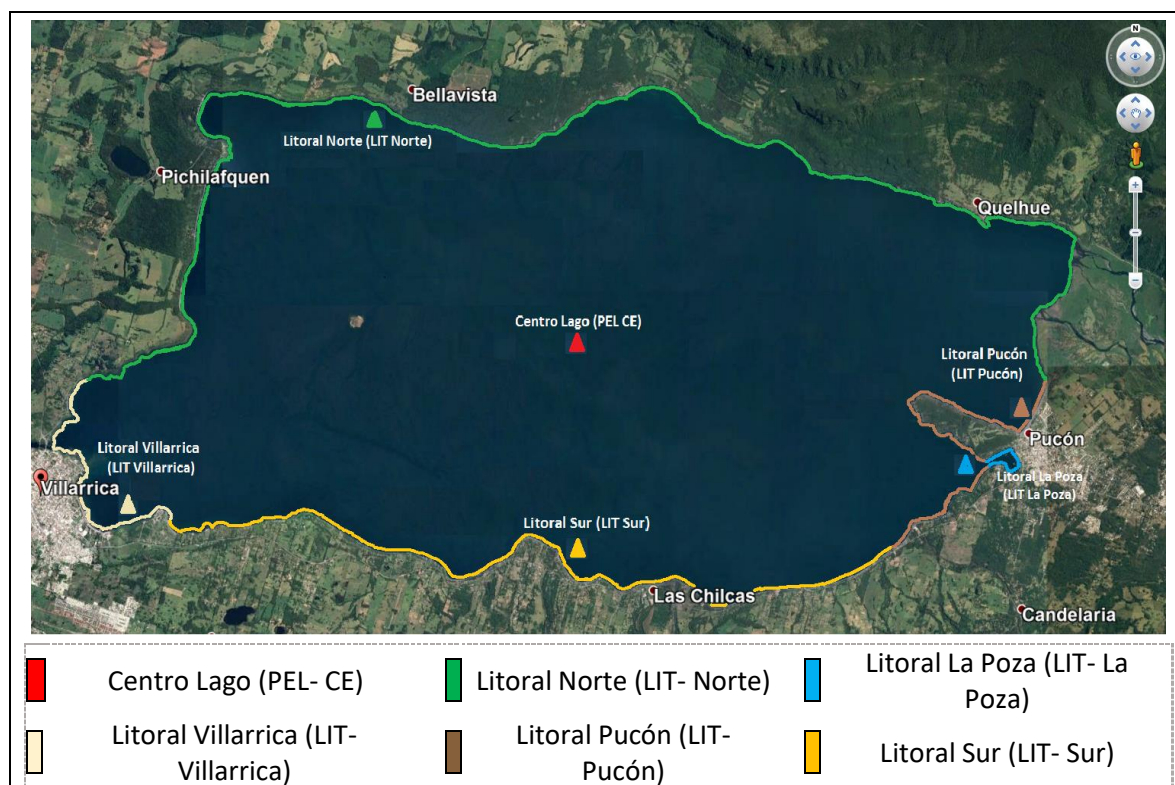 N
Bellavista
Litoral Norte (LIT Norte)
Pichilafquen
Quelhue
Centro Lago (PEL CE)
Litoral Pucón
(LIT Pucón)
Pucón
Litoral Villarrica
(LIT Villarrica)
Villarrica
Litoral La Poza
(LIT La Poza)
Litoral Sur (LIT Sur)
Las Chilcas
Candelaria
Centro Lago (PEL- CE)
Litoral Norte (LIT- Norte)
Litoral La Poza (LIT- La
Poza)
Litoral Villarrica (LIT-
Villarrica)
Litoral Pucón (LIT-
Pucón)
Litoral Sur (LIT- Sur)